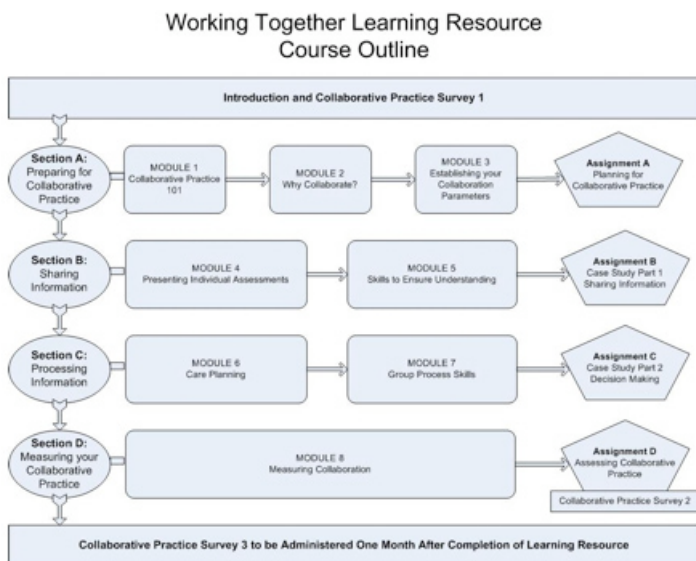 Working Together Learning Resource
Course Outline
Introduction and Collaborative Practice Survey 1
Section A:
Preparing for
Collaborative
Practice
MODULE 1
Collaborative Practice
101
MODULE 2
Why Collaborate?
MODULE 3
Establishing your
Collaboration
Parameters
Assignment A
Planning for
Collaborative Practice
Section B:
Sharing
Information
MODULE 4
Presenting Individual Assessments
MODULE 5
Skills to Ensure Understanding
Assignment B
Case Study Part 1
Sharing Information
Section C:
Processing
Information
MODULE 6
Care Planning
MODULE 7
Group Process Skills
Assignment C
Case Study Part 2
Decision Making
Section D:
Measuring your
Collaborative
Practice
MODULE 8
Measuring Collaboration
Assignment D
Assessing Collaborative
Practice
Collaborative Practice Survey 2
Collaborative Practice Survey 3 to be Administered One Month After Completion of Learning Resource